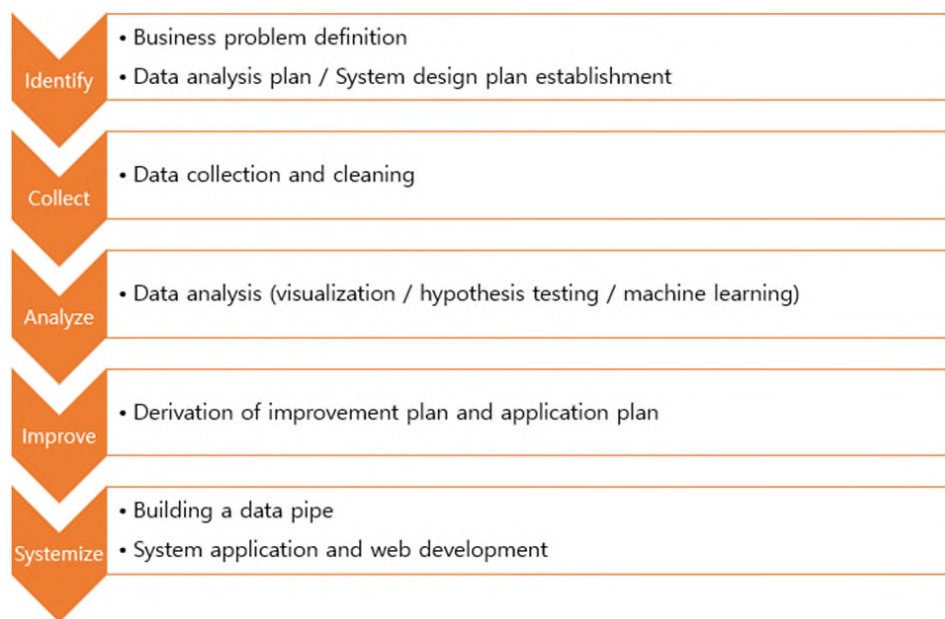 Identify
• Business problem definition
• Data analysis plan / System design plan establishment
Collect
• Data collection and cleaning
Analyze
• Data analysis (visualization / hypothesis testing / machine learning)
Improve
• Derivation of improvement plan and application plan
Systemize
• Building a data pipe
• System application and web development